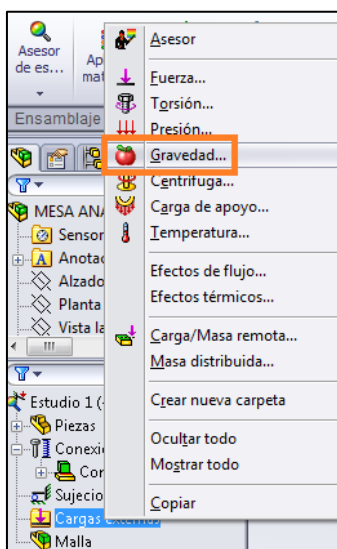 Asesor
de es...
Ap
mat
Ensamblaje
MESA ANA
Sensor
Anotac
Alzado
Planta
Vista la
Estudio 1 (-
Piezas
Conexi
Con
Sujecio
Cargas externas
Malla
Asesor
Fuerza...
Torsión...
Presión...
Gravedad...
Centrífuga...
Carga de apoyo...
Temperatura...
Efectos de flujo...
Efectos térmicos...
Carga/Masa remota...
Masa distribuida...
Crear nueva carpeta
Ocultar todo
Mostrar todo
Copiar